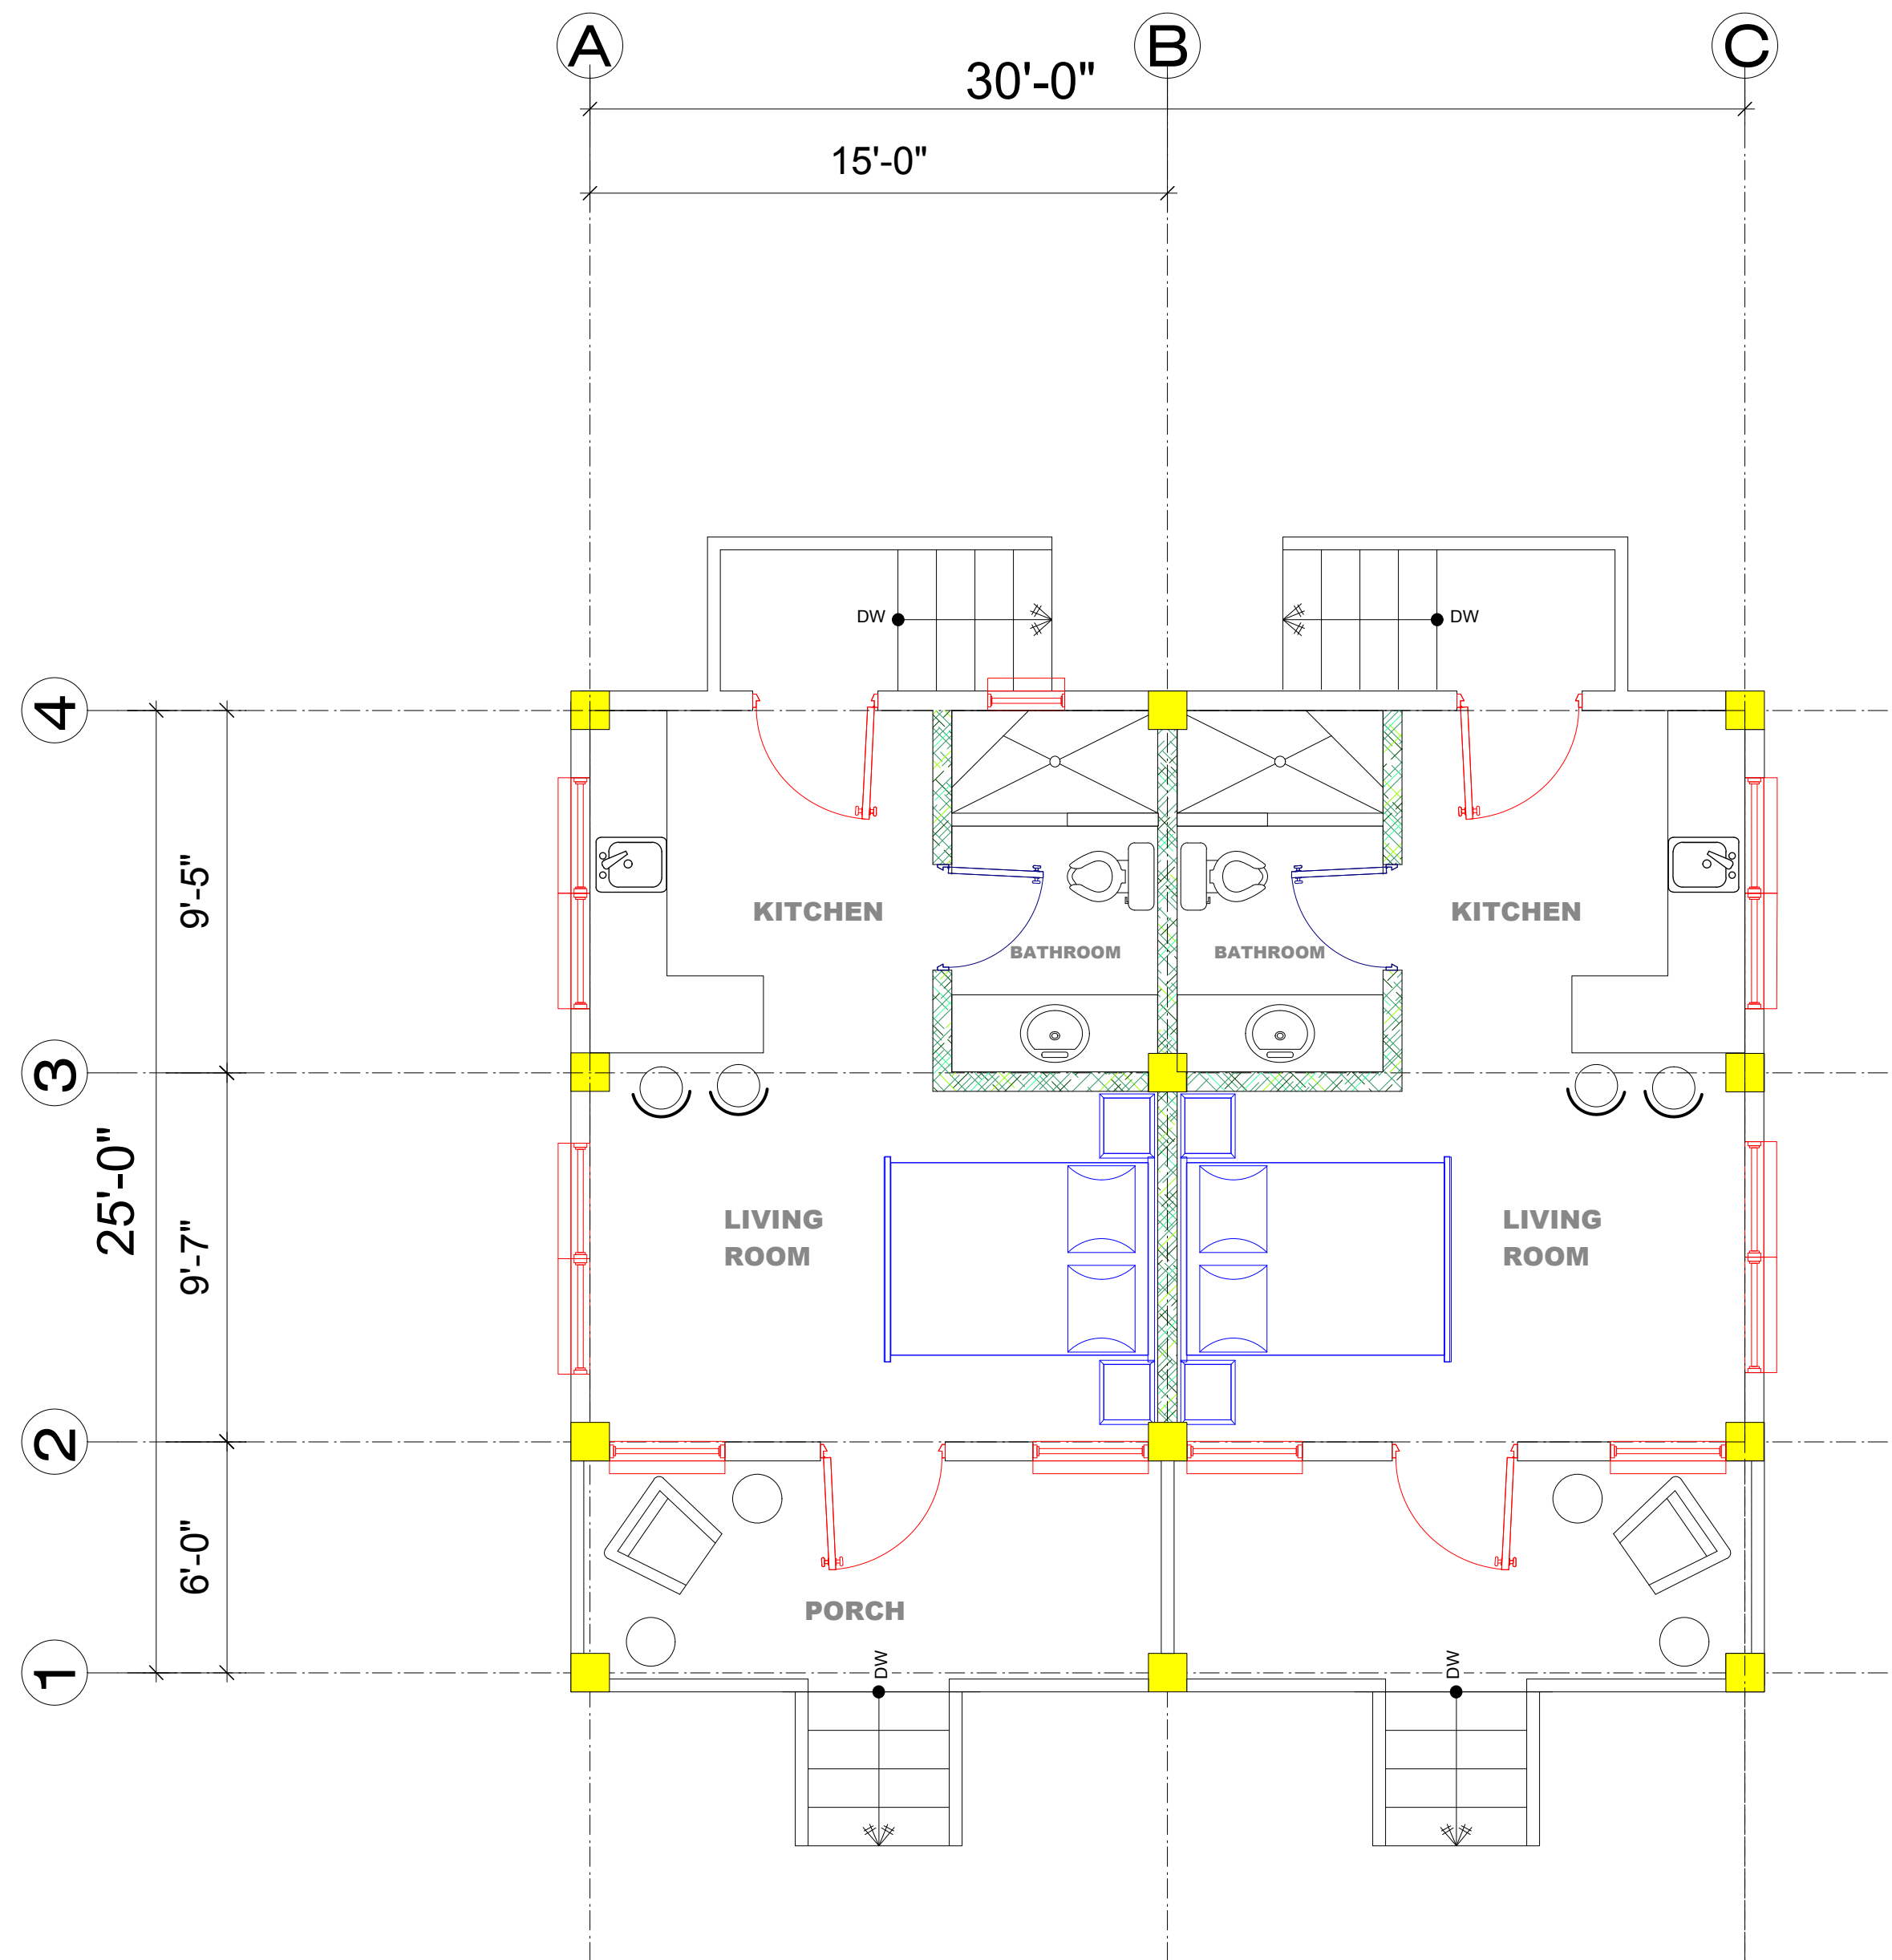 A
B
C
30'-0"
15'-0"
DW
DW
4
9'-5"
KITCHEN
KITCHEN
BATHROOM
BATHROOM
3
25'-0"
9'-7"
LIVING
ROOM
LIVING
ROOM
2
6'-0"
PORCH
DW
DW
1